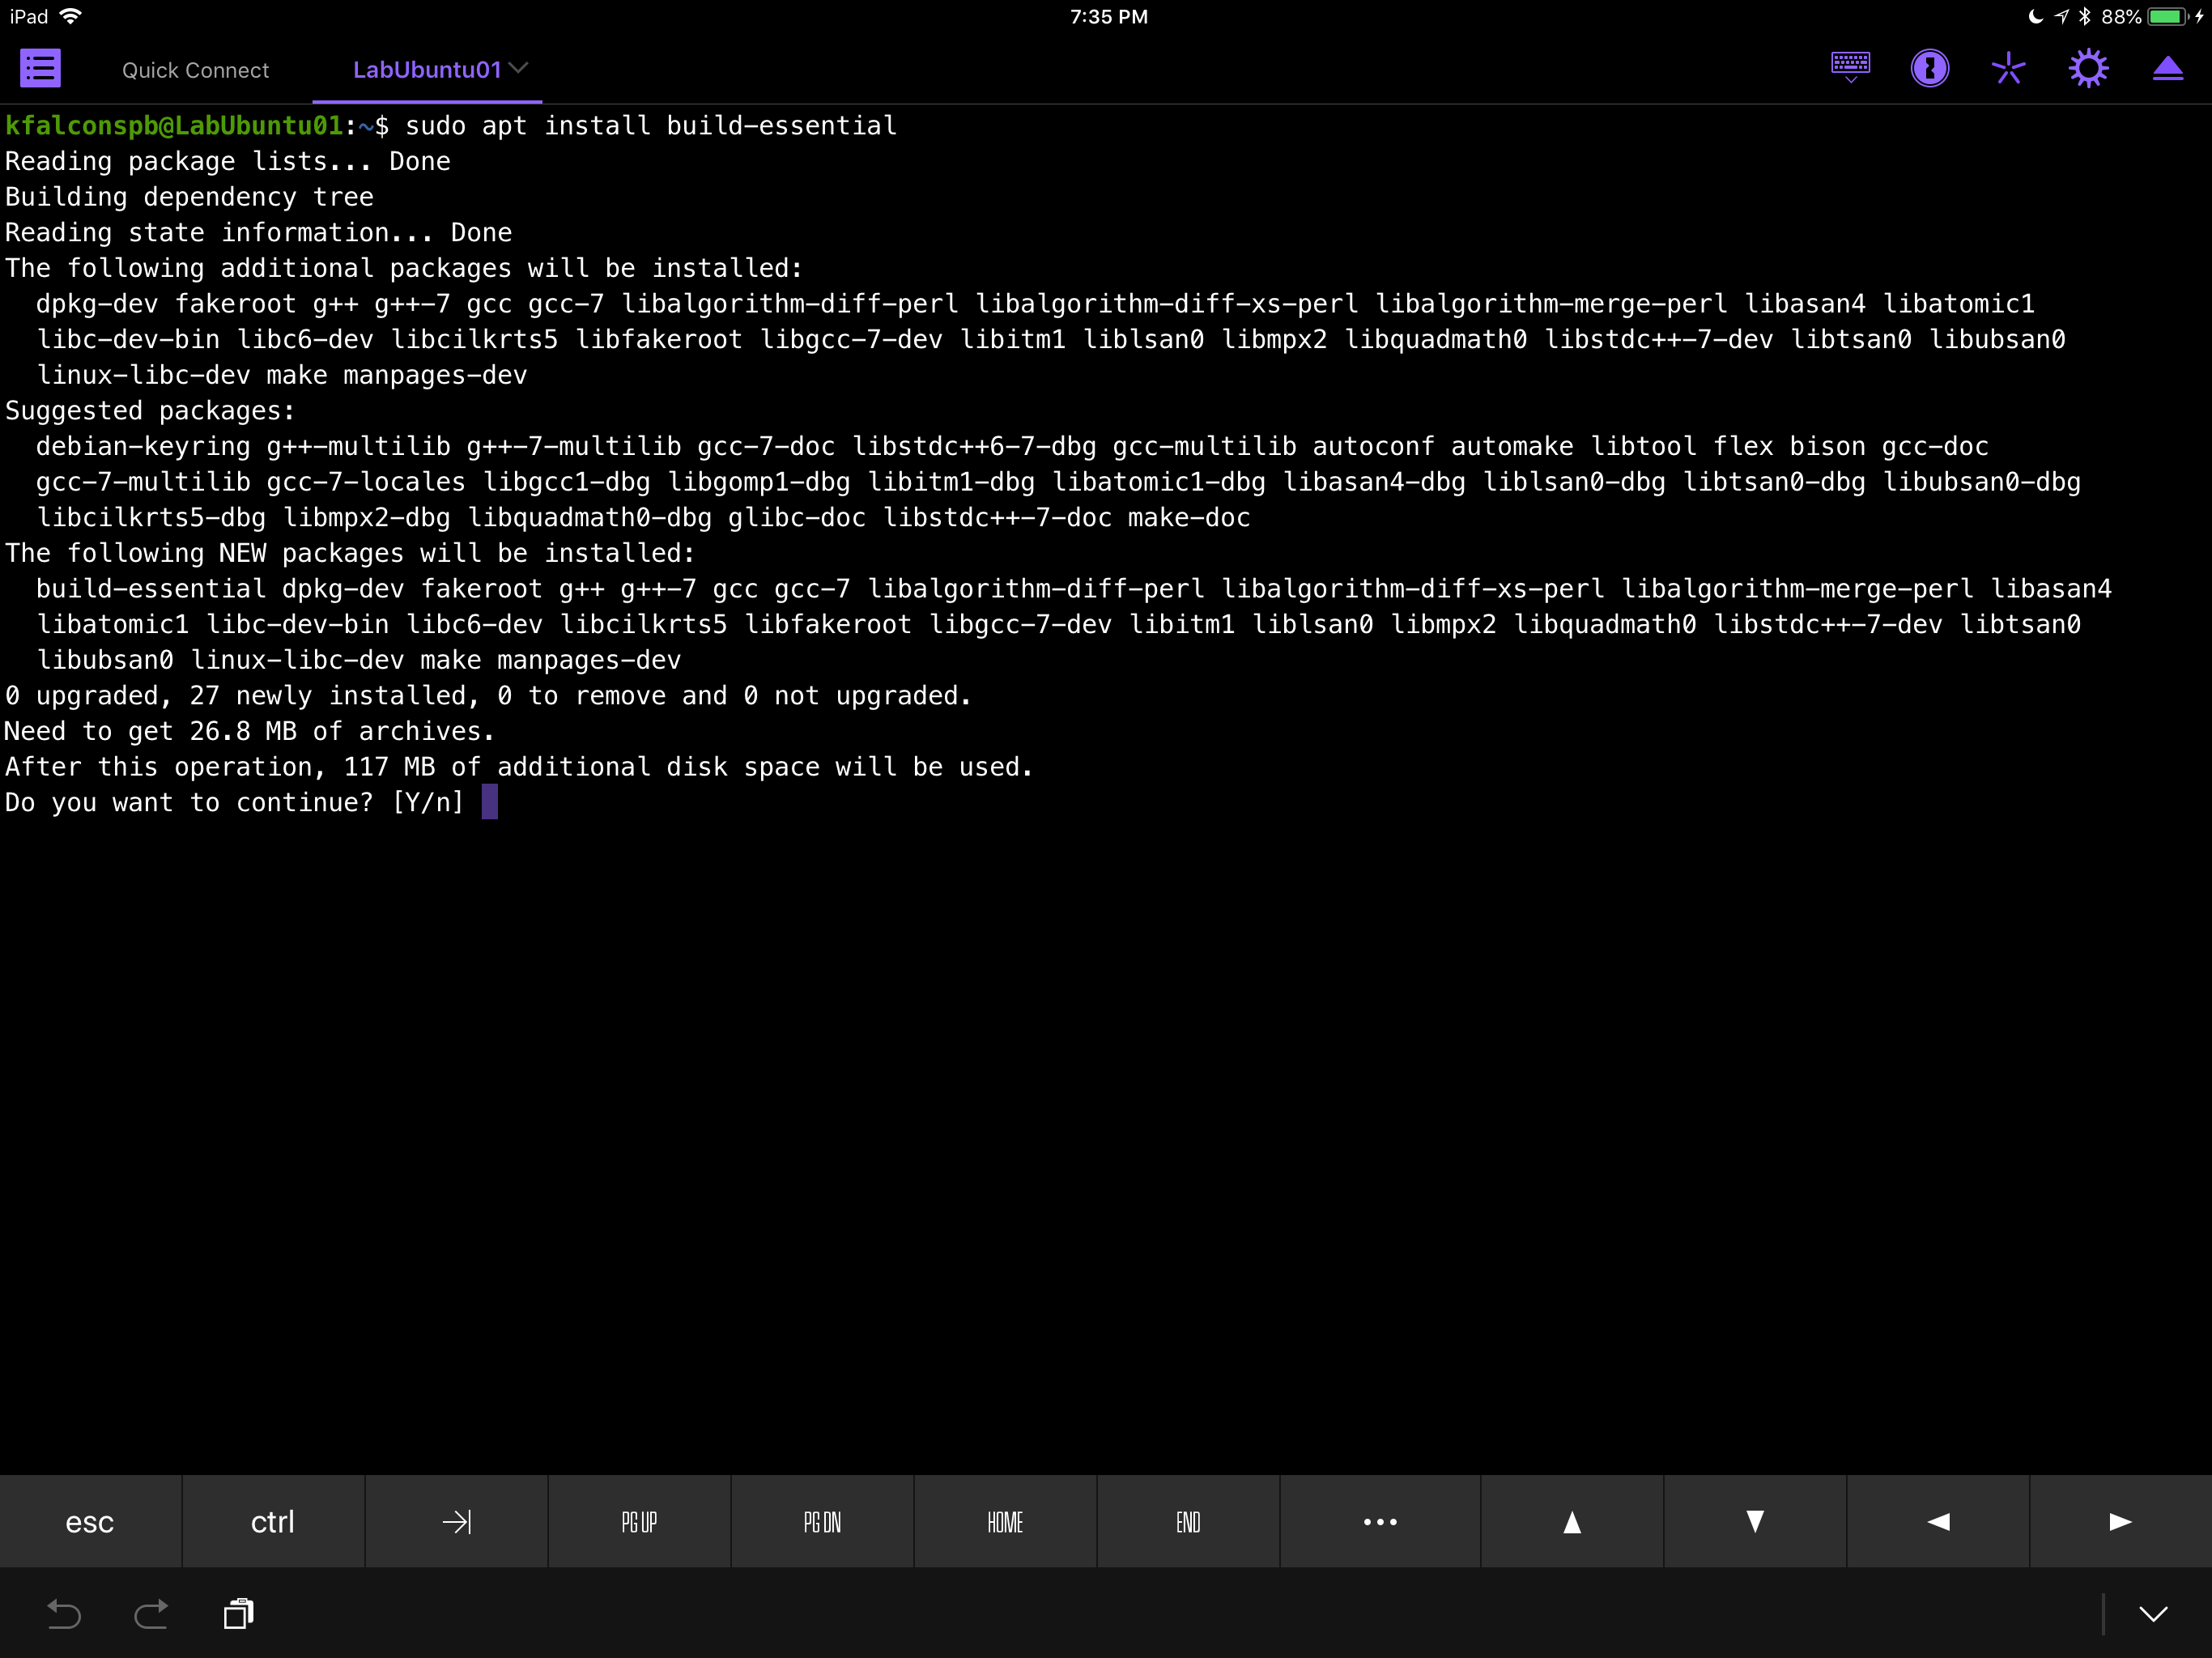 iPad 7:35 PM 88%
Quick Connect LabUbuntu01
kfalconspb@LabUbuntu01:~$ sudo apt install build-essential
Reading package lists... Done
Building dependency tree
Reading state information... Done
The following additional packages will be installed:
  dpkg-dev fakeroot g++ g++-7 gcc gcc-7 libalgorithm-diff-perl libalgorithm-diff-xs-perl libalgorithm-merge-perl libasan4 libatomic1
  libc-dev-bin libc6-dev libcilkrts5 libfakeroot libgcc-7-dev libitm1 liblsan0 libmpx2 libquadmath0 libstdc++-7-dev libtsan0 libubsan0
  linux-libc-dev make manpages-dev
Suggested packages:
  debian-keyring g++-multilib g++-7-multilib gcc-7-doc libstdc++6-7-dbg gcc-multilib autoconf automake libtool flex bison gcc-doc
  gcc-7-multilib gcc-7-locales libgcc1-dbg libgomp1-dbg libitm1-dbg libatomic1-dbg libasan4-dbg liblsan0-dbg libtsan0-dbg libubsan0-dbg
  libcilkrts5-dbg libmpx2-dbg libquadmath0-dbg glibc-doc libstdc++-7-doc make-doc
The following NEW packages will be installed:
  build-essential dpkg-dev fakeroot g++ g++-7 gcc gcc-7 libalgorithm-diff-perl libalgorithm-diff-xs-perl libalgorithm-merge-perl libasan4
  libatomic1 libc-dev-bin libc6-dev libcilkrts5 libfakeroot libgcc-7-dev libitm1 liblsan0 libmpx2 libquadmath0 libstdc++-7-dev libtsan0
  libubsan0 linux-libc-dev make manpages-dev
0 upgraded, 27 newly installed, 0 to remove and 0 not upgraded.
Need to get 26.8 MB of archives.
After this operation, 117 MB of additional disk space will be used.
Do you want to continue? [Y/n]
esc ctrl PG UP PG DN HOME END